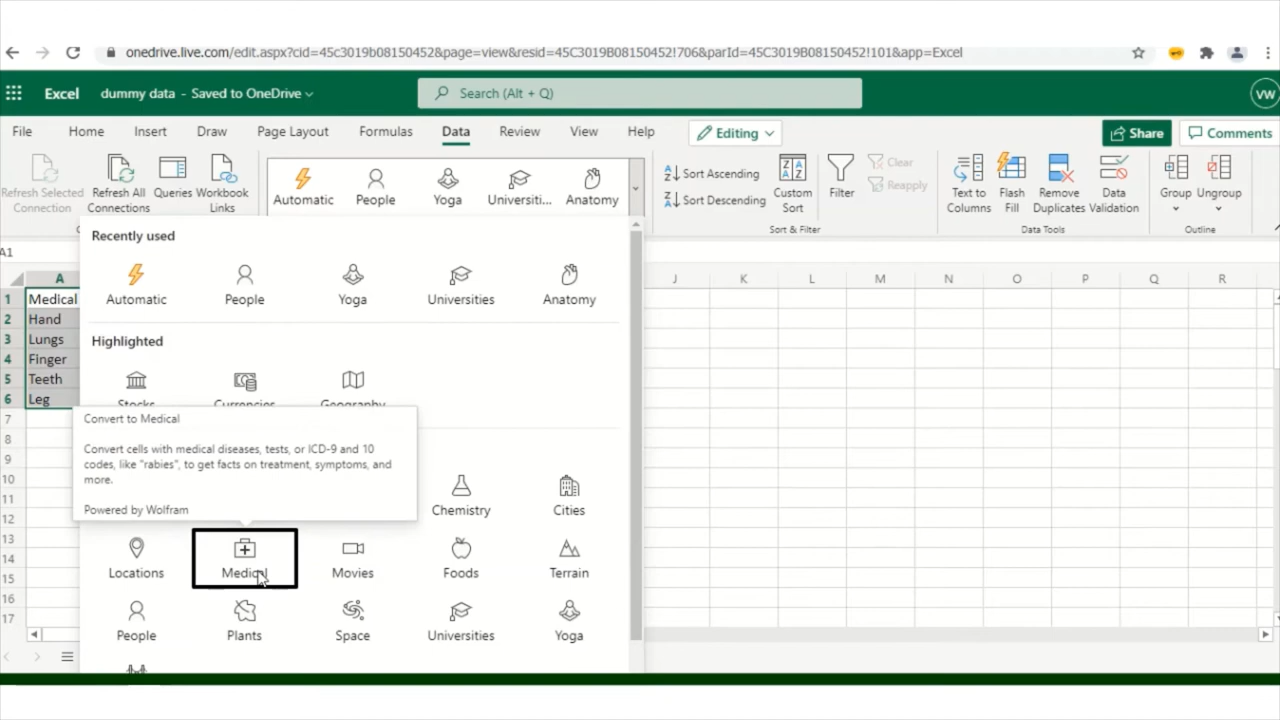 onedrive.live.com/edit.aspx?cid=45c3019b08150452&page=view&resid=45C3019B08150452!706&parId=45C3019B08150452!101&app=Excel
Excel dummy data - Saved to OneDrive Search (Alt + Q) VW
File Home Insert Draw Page Layout Formulas Data Review View Help Editing Share Comments
Refresh Selected Connection
Refresh All Connections
Queries
Workbook Links
Automatic People Yoga Universiti... Anatomy
Sort Ascending
Sort Descending
Custom Sort
Filter
Clear
Reapply
Text to Columns
Flash Fill
Remove Duplicates
Data Validation
Group Ungroup
Sort & Filter Data Tools Outline
A1
A J K L M N O P Q R
1 Medical
2 Hand
3 Lungs
4 Finger
5 Teeth
6 Leg
7
8
9
10
11
12
13
14
15
16
17
Recently used
Automatic People Yoga Universities Anatomy
Highlighted
Stocks Currencies Geography
Convert to Medical
Convert cells with medical diseases, tests, or ICD-9 and 10
codes, like "rabies", to get facts on treatment, symptoms, and
more.
Powered by Wolfram
Chemistry Cities
Locations Medical Movies Foods Terrain
People Plants Space Universities Yoga